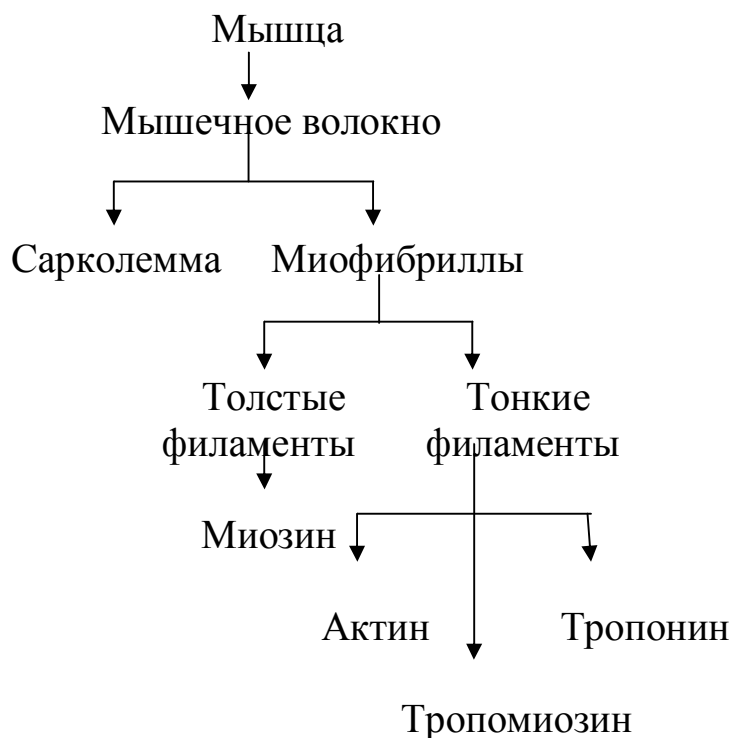 Мышца
Мышечное волокно
Сарколемма Миофибриллы
Толстые Тонкие
филаменты филаменты
Миозин
Актин Тропонин
Тропомиозин